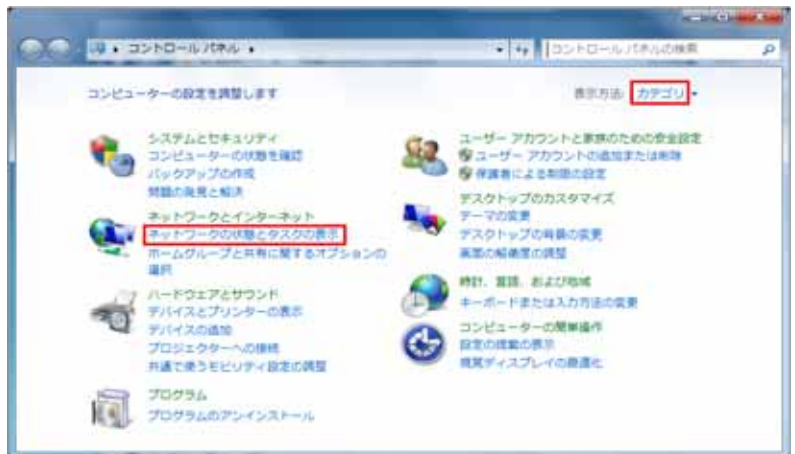 コントロール パネル
コントロール パネルの検索
コンピューターの設定を調整します
表示方法: カテゴリ
システムとセキュリティ
コンピューターの状態を確認
バックアップの作成
問題の発見と解決
ネットワークとインターネット
ネットワークの状態とタスクの表示
ホームグループと共有に関するオプションの
選択
ハードウェアとサウンド
デバイスとプリンターの表示
デバイスの追加
プロジェクターへの接続
共通で使うモビリティ設定の調整
プログラム
プログラムのアンインストール
ユーザー アカウントと家族のための安全設定
ユーザー アカウントの追加または削除
保護者による制限の設定
デスクトップのカスタマイズ
テーマの変更
デスクトップの背景の変更
画面の解像度の調整
時計、言語、および地域
キーボードまたは入力方法の変更
コンピューターの簡単操作
設定の提案の表示
視覚ディスプレイの最適化